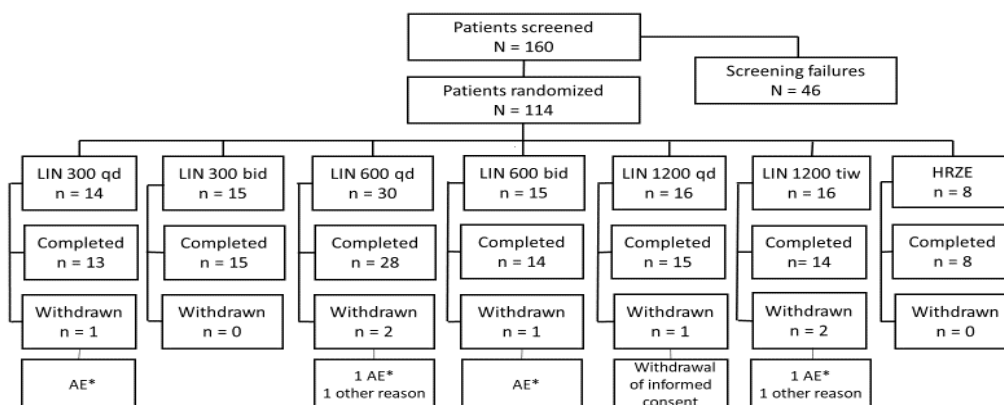 Patients screened
N = 160
Screening failures
N = 46
Patients randomized
N = 114
LIN 300 qd
n = 14
LIN 300 bid
n = 15
LIN 600 qd
n = 30
LIN 600 bid
n = 15
LIN 1200 qd
n = 16
LIN 1200 tiw
n = 16
HRZE
n = 8
Completed
n = 13
Completed
n = 15
Completed
n = 28
Completed
n = 14
Completed
n = 15
Completed
n= 14
Completed
n = 8
Withdrawn
n = 1
Withdrawn
n = 0
Withdrawn
n = 2
Withdrawn
n = 1
Withdrawn
n = 1
Withdrawn
n = 2
Withdrawn
n = 0
AE*
1 AE*
1 other reason
AE*
Withdrawal
of informed
consent
1 AE*
1 other reason